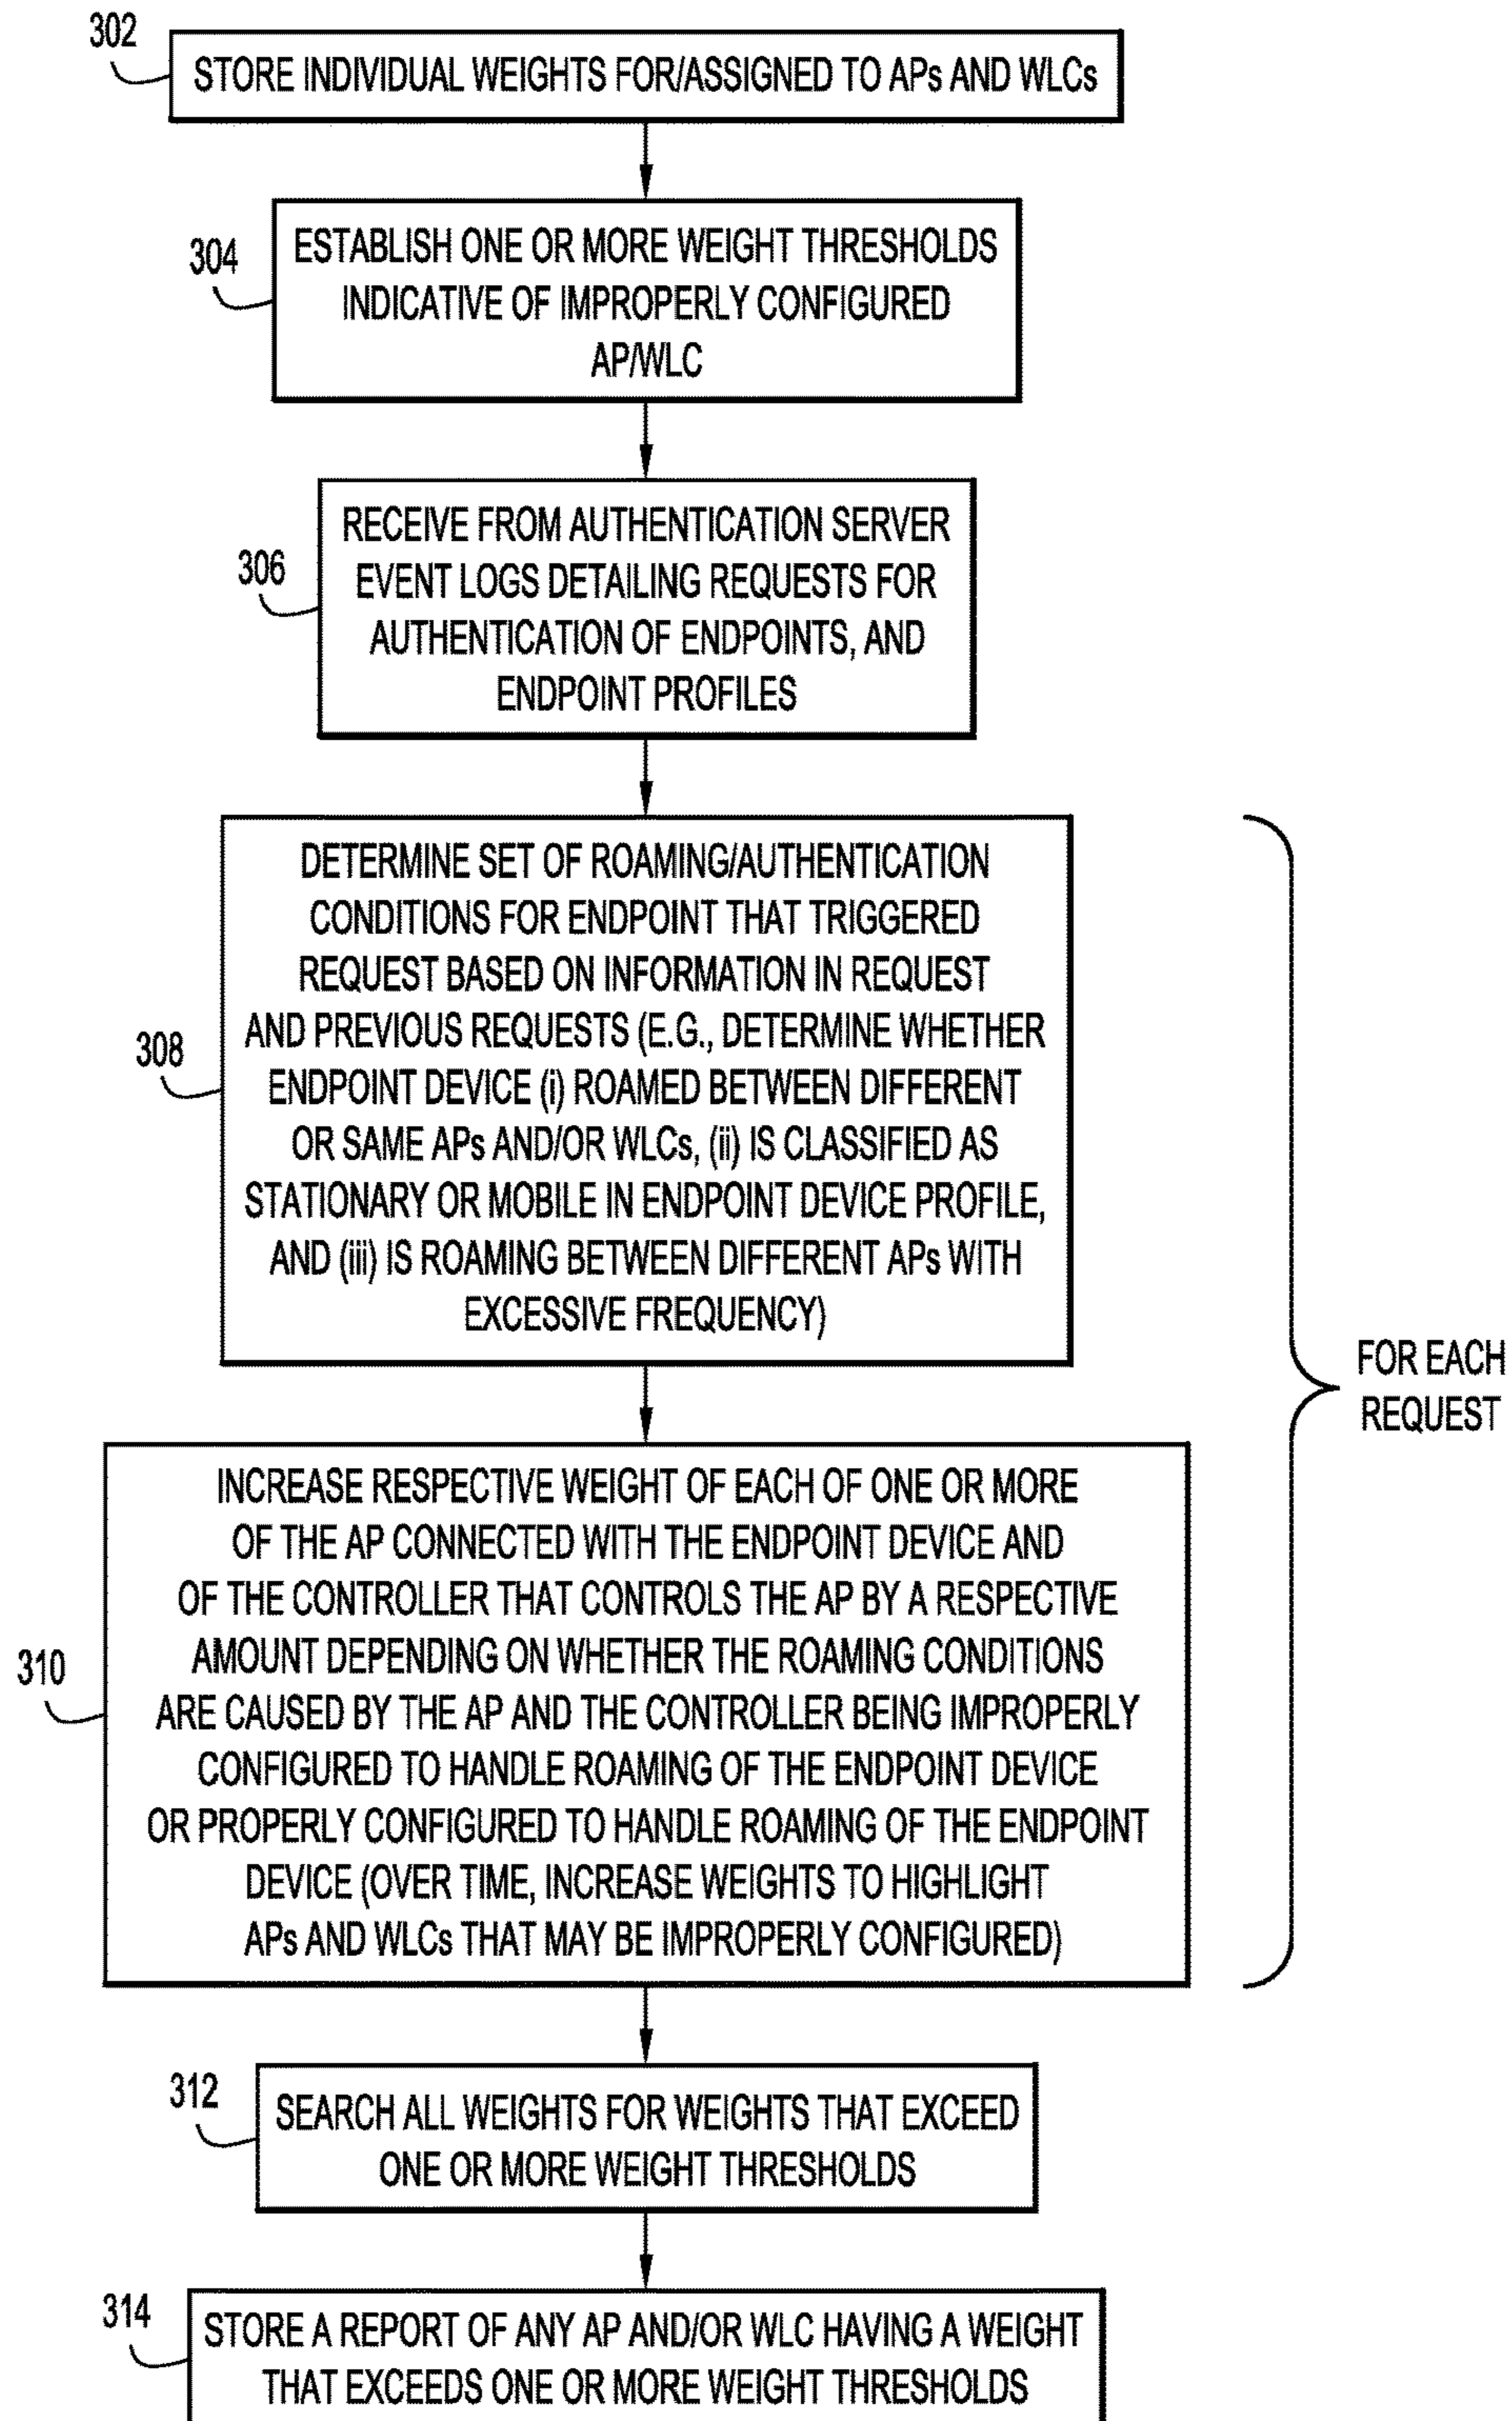 302
STORE INDIVIDUAL WEIGHTS FOR/ASSIGNED TO APs AND WLCs
304
ESTABLISH ONE OR MORE WEIGHT THRESHOLDS
INDICATIVE OF IMPROPERLY CONFIGURED
AP/WLC
306
RECEIVE FROM AUTHENTICATION SERVER
EVENT LOGS DETAILING REQUESTS FOR
AUTHENTICATION OF ENDPOINTS, AND
ENDPOINT PROFILES
308
DETERMINE SET OF ROAMING/AUTHENTICATION
CONDITIONS FOR ENDPOINT THAT TRIGGERED
REQUEST BASED ON INFORMATION IN REQUEST
AND PREVIOUS REQUESTS (E.G., DETERMINE WHETHER
ENDPOINT DEVICE (i) ROAMED BETWEEN DIFFERENT
OR SAME APs AND/OR WLCs, (ii) IS CLASSIFIED AS
STATIONARY OR MOBILE IN ENDPOINT DEVICE PROFILE,
AND (iii) IS ROAMING BETWEEN DIFFERENT APs WITH
EXCESSIVE FREQUENCY)
FOR EACH
REQUEST
310
INCREASE RESPECTIVE WEIGHT OF EACH OF ONE OR MORE
OF THE AP CONNECTED WITH THE ENDPOINT DEVICE AND
OF THE CONTROLLER THAT CONTROLS THE AP BY A RESPECTIVE
AMOUNT DEPENDING ON WHETHER THE ROAMING CONDITIONS
ARE CAUSED BY THE AP AND THE CONTROLLER BEING IMPROPERLY
CONFIGURED TO HANDLE ROAMING OF THE ENDPOINT DEVICE
OR PROPERLY CONFIGURED TO HANDLE ROAMING OF THE ENDPOINT
DEVICE (OVER TIME, INCREASE WEIGHTS TO HIGHLIGHT
APs AND WLCs THAT MAY BE IMPROPERLY CONFIGURED)
312
SEARCH ALL WEIGHTS FOR WEIGHTS THAT EXCEED
ONE OR MORE WEIGHT THRESHOLDS
314
STORE A REPORT OF ANY AP AND/OR WLC HAVING A WEIGHT
THAT EXCEEDS ONE OR MORE WEIGHT THRESHOLDS